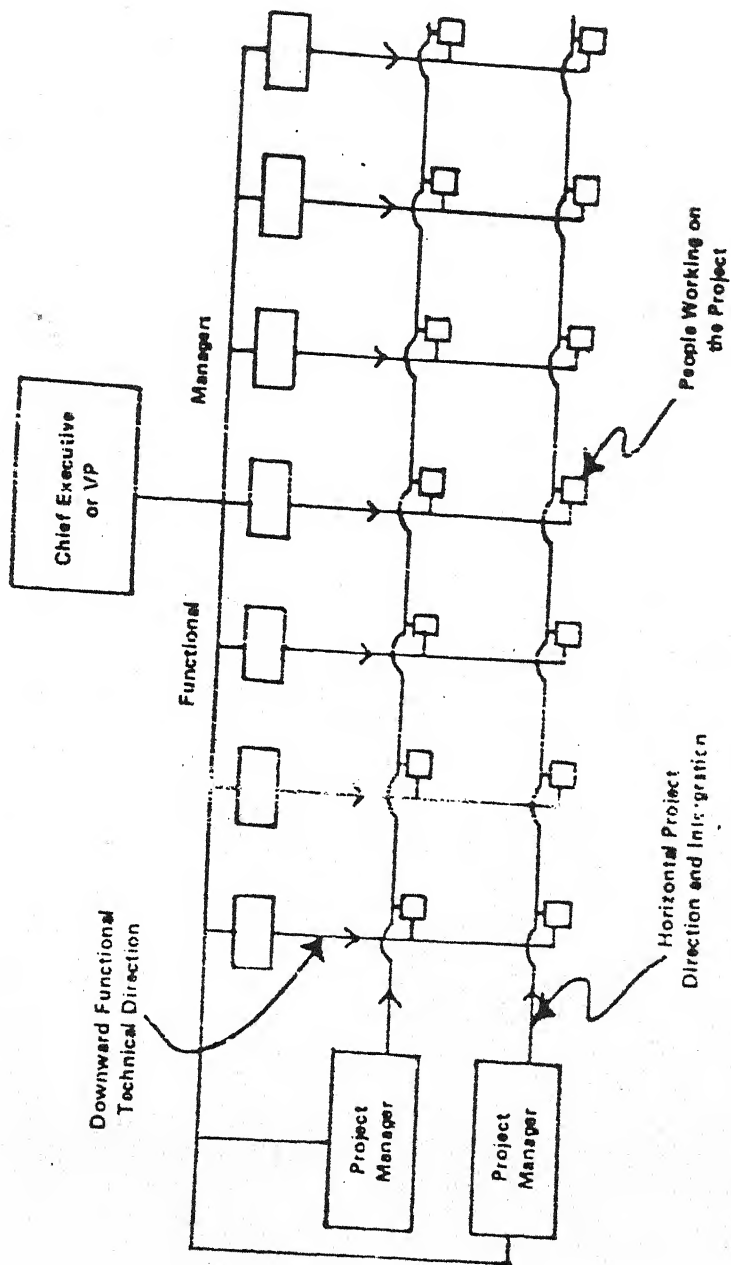 Chief Executive
or VP
Functional
Managers
Downward Functional
Technical Direction
Project
Manager
Project
Manager
Horizontal Project
Direction and
People Working on
the Project